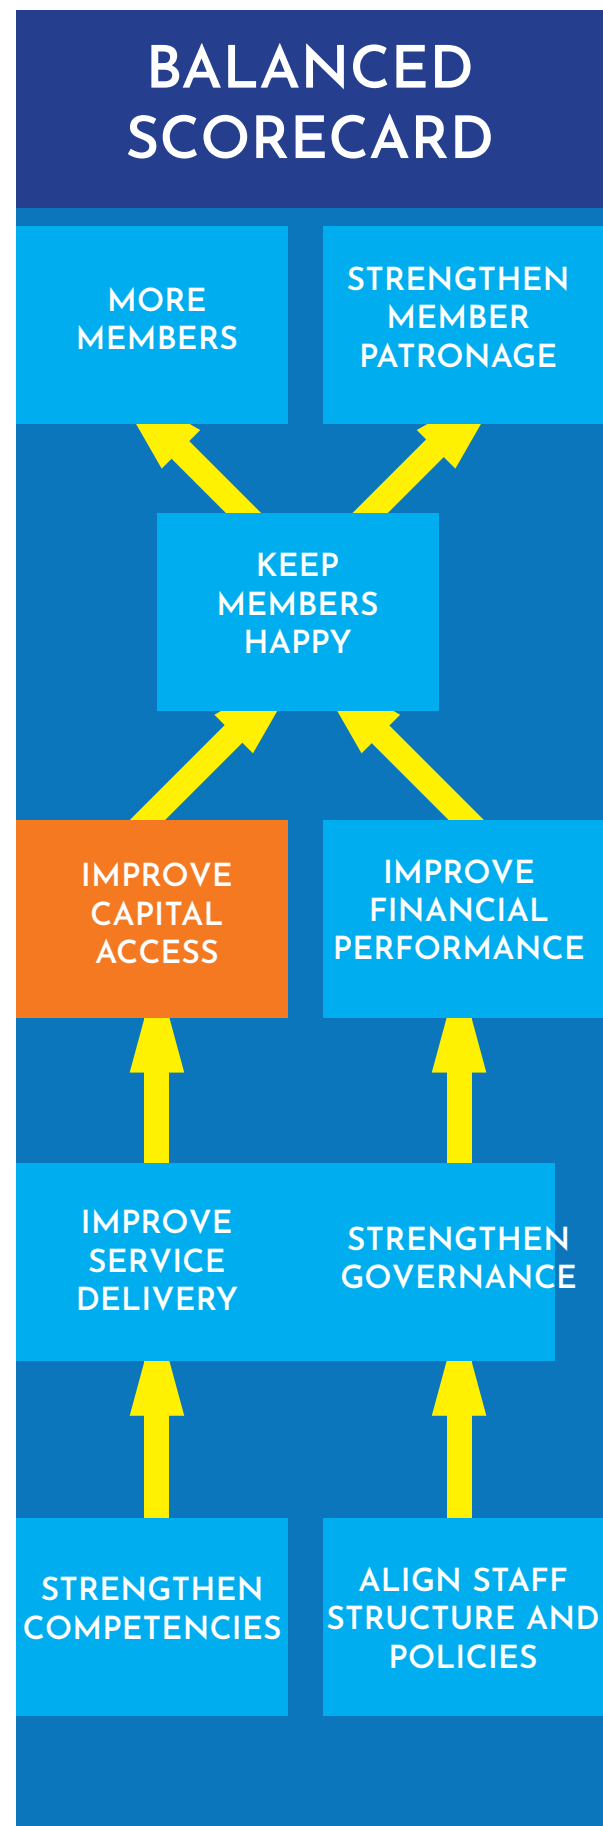 BALANCED
SCORECARD
MORE
MEMBERS
STRENGTHEN
MEMBER
PATRONAGE
KEEP
MEMBERS
HAPPY
IMPROVE
CAPITAL
ACCESS
IMPROVE
FINANCIAL
PERFORMANCE
IMPROVE
SERVICE
DELIVERY
STRENGTHEN
GOVERNANCE
STRENGTHEN
COMPETENCIES
ALIGN STAFF
STRUCTURE AND
POLICIES